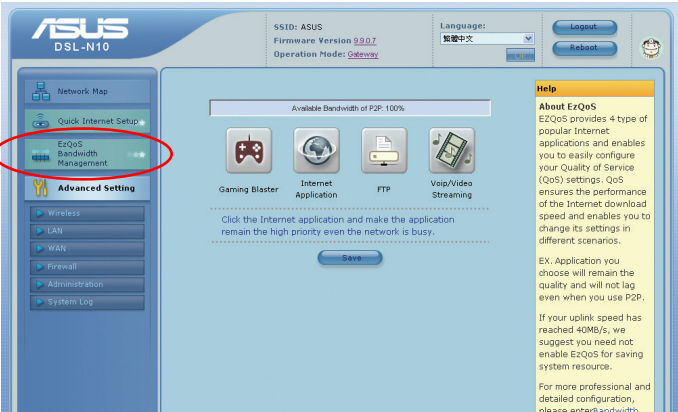 ASUS
DSL-N10
SSID: ASUS
Firmware Version 9.9.0.7
Operation Mode: Gateway
Language:
繁體中文
Logout
Reboot
Network Map
Quick Internet Setup
EzQoS
Bandwidth
Management
Advanced Setting
Wireless
LAN
WAN
Firewall
Administration
System Log
Available Bandwidth of P2P: 100%
Gaming Blaster
Internet
Application
FTP
Voip/Video
Streaming
Click the Internet application and make the application
remain the high priority even the network is busy.
Save
Help
About EzQoS
EZQoS provides 4 type of
popular Internet
applications and enables
you to easily configure
your Quality of Service
(QoS) settings. QoS
ensures the performance
of the Internet download
speed and enables you to
change its settings in
different scenarios.
EX. Application you
choose will remain the
quality and will not lag
even when you use P2P.
If your uplink speed has
reached 40MB/s, we
suggest you need not
enable EzQoS for saving
system resource.
For more professional and
detailed configuration,
please enterBandwidth